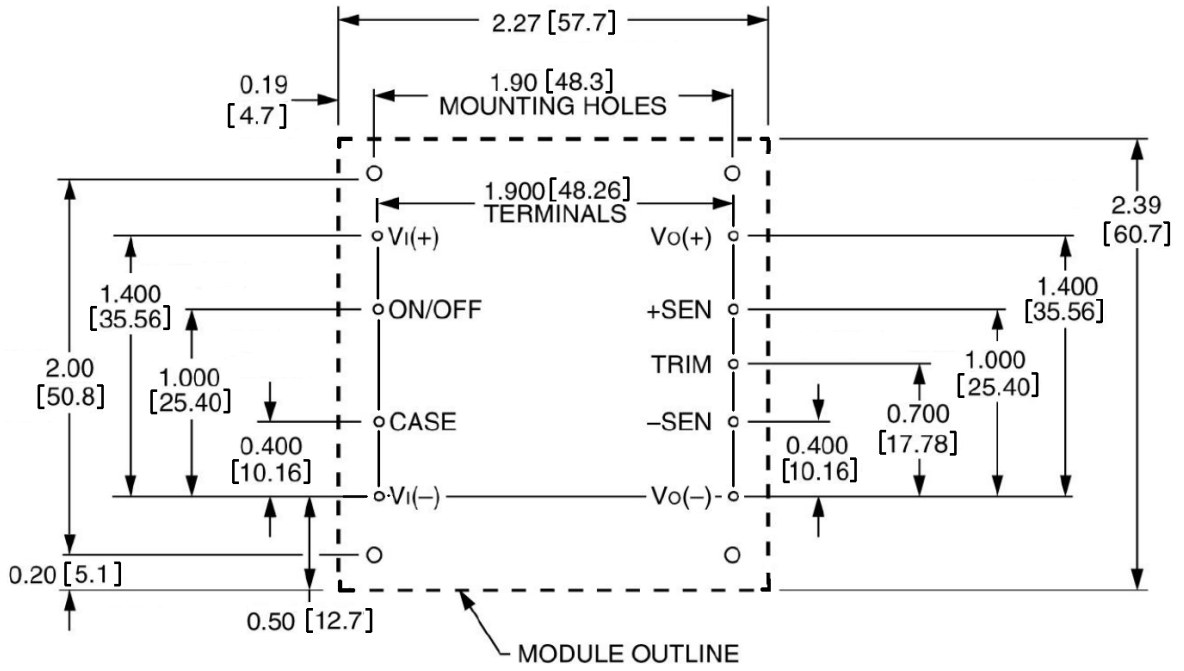 2.27 [57.7]
0.19
[4.7]
1.90 [48.3]
MOUNTING HOLES
1.900 [48.26]
TERMINALS
2.39
[60.7]
VI(+)
VO(+)
1.400
[35.56]
1.400
[35.56]
ON/OFF
+SEN
2.00
[50.8]
1.000
[25.40]
TRIM
1.000
[25.40]
CASE
–SEN
0.700
[17.78]
0.400
[10.16]
0.400
[10.16]
VI(–)
VO(–)
0.20 [5.1]
0.50 [12.7]
MODULE OUTLINE